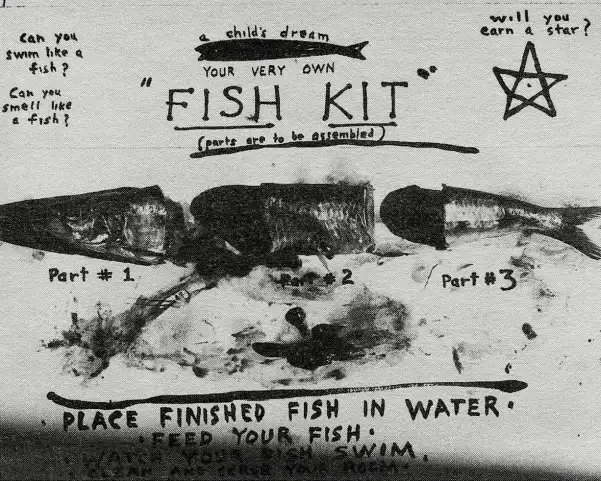 Can you
swim like a
fish?
Can you
smell like
a fish?
a child's dream
YOUR VERY OWN
"FISH KIT"
(parts are to be assembled)
will you
earn a star?
Part # 1
Part # 2
Part # 3
PLACE FINISHED FISH IN WATER.
• FEED YOUR FISH.
• WATCH YOUR FISH SWIM.
• CLEAN AND YOUR ROOM.